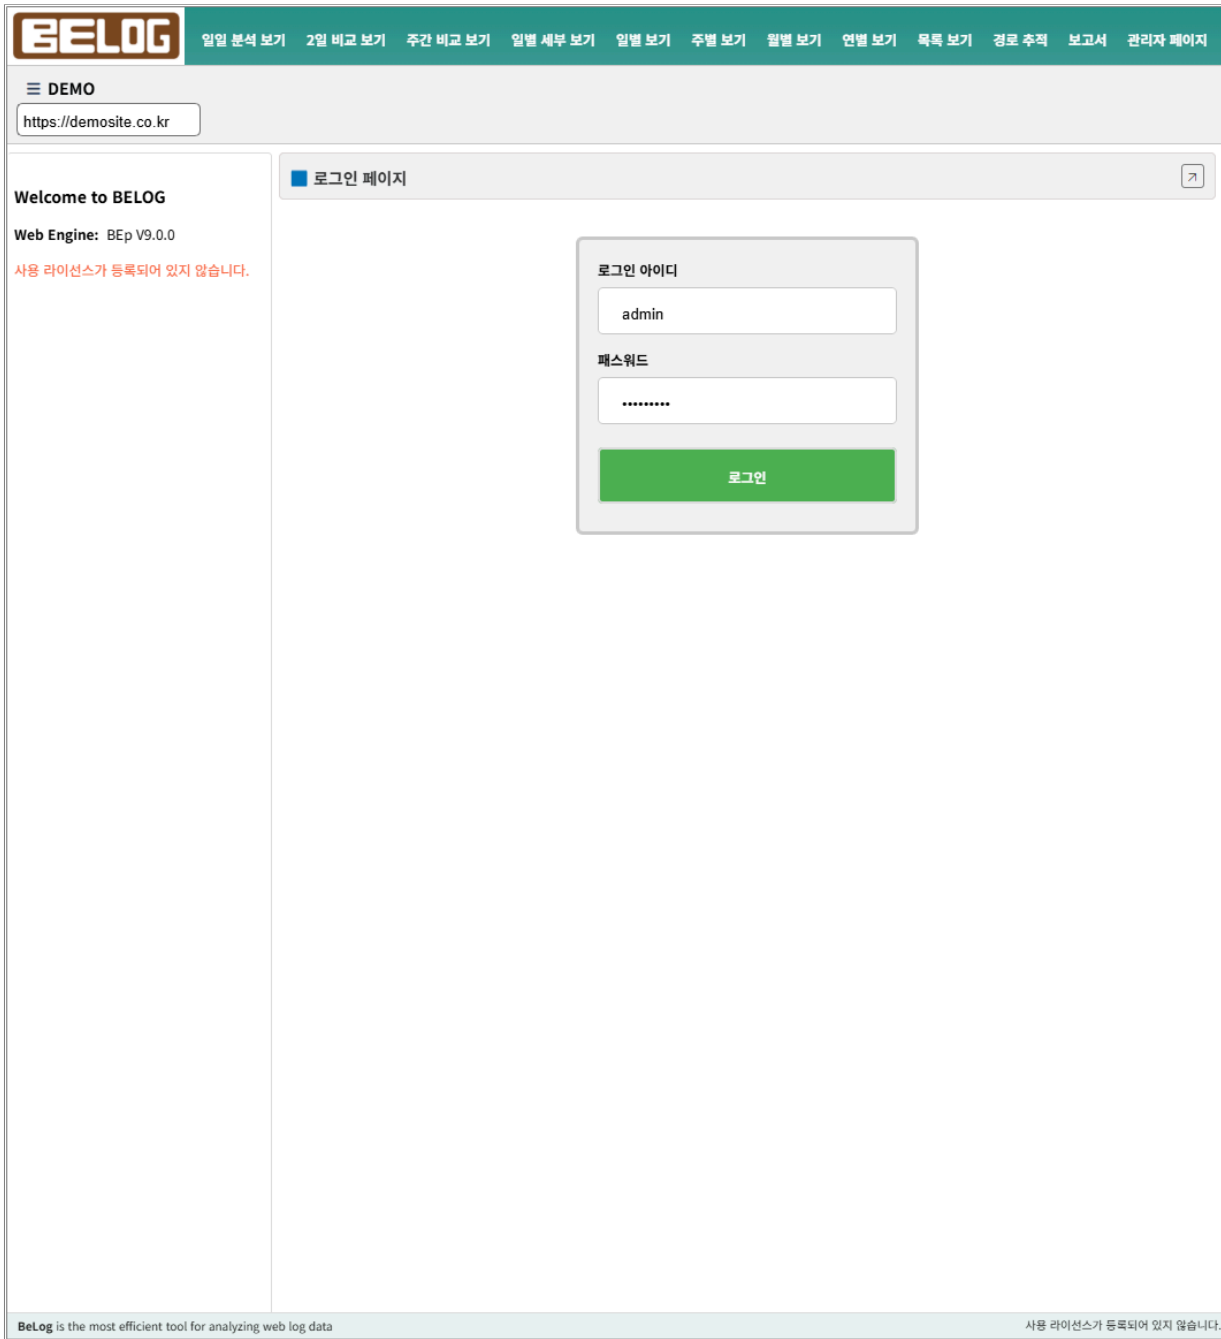 BELOG 일일 분석 보기 2일 비교 보기 주간 비교 보기 일별 세부 보기 일별 보기 주별 보기 월별 보기 연별 보기 목록 보기 경로 추적 보고서 관리자 페이지
DEMO
https://demosite.co.kr
Welcome to BELOG
Web Engine: BEp V9.0.0
사용 라이선스가 등록되어 있지 않습니다.
로그인 페이지
로그인 아이디
admin
패스워드
•••••••••
로그인
BeLog is the most efficient tool for analyzing web log data
사용 라이선스가 등록되어 있지 않습니다.